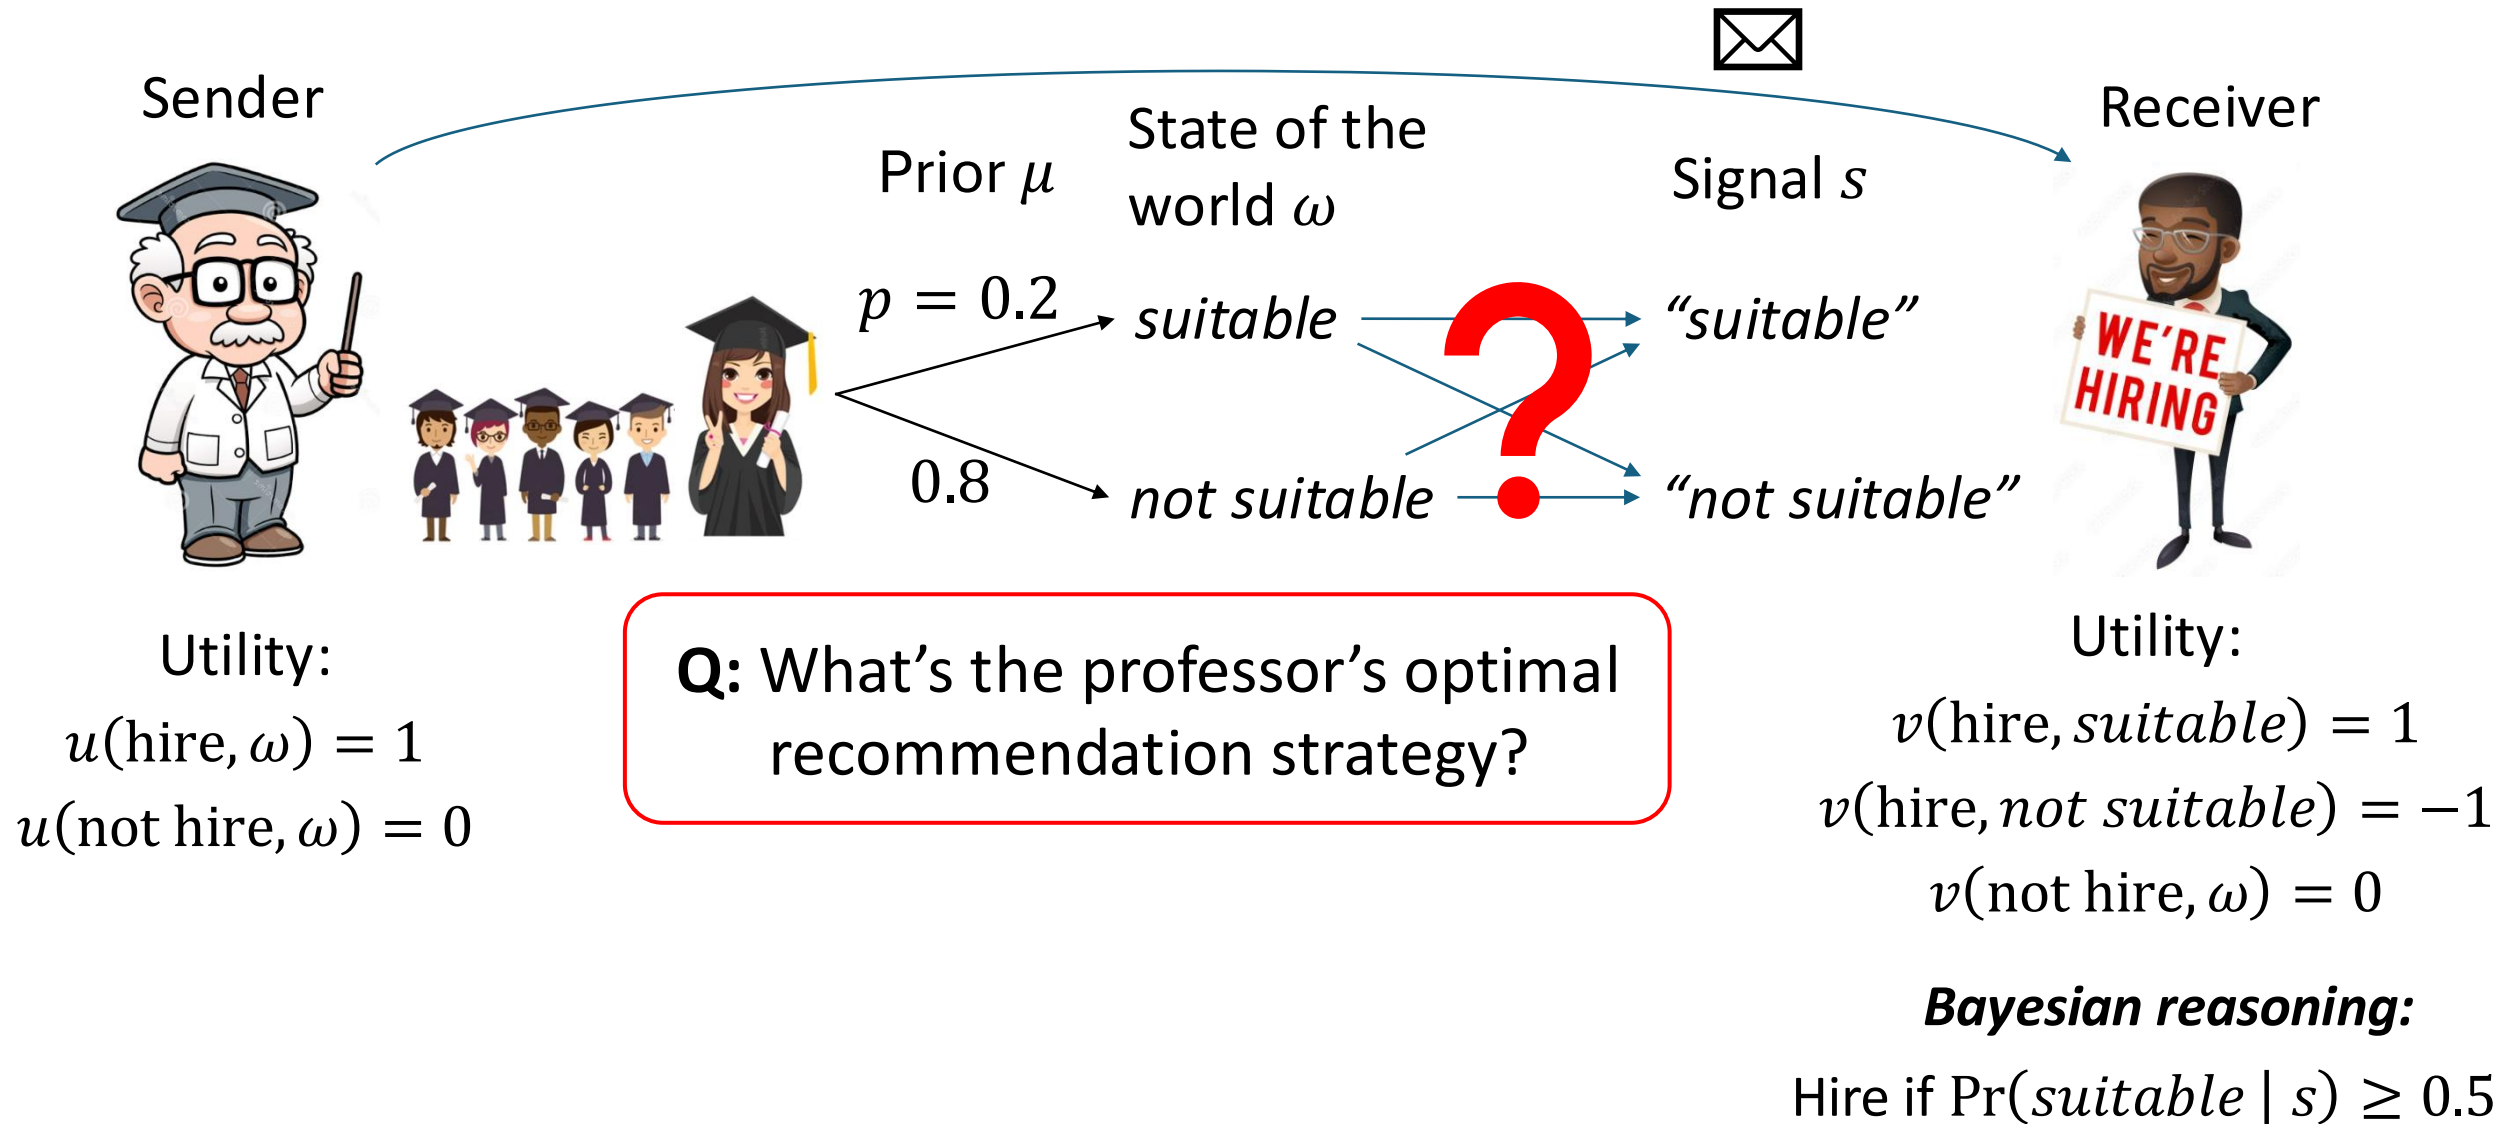 Sender
Prior μ
State of the
world ω
Signal s
Receiver
p = 0.2
suitable
“suitable”
WE'RE
HIRING
0.8
not suitable
“not suitable”
Utility:
u(hire, ω) = 1
u(not hire, ω) = 0
Q: What’s the professor’s optimal
recommendation strategy?
Utility:
v(hire, suitable) = 1
v(hire, not suitable) = −1
v(not hire, ω) = 0
Bayesian reasoning:
Hire if Pr(suitable | s) ≥ 0.5